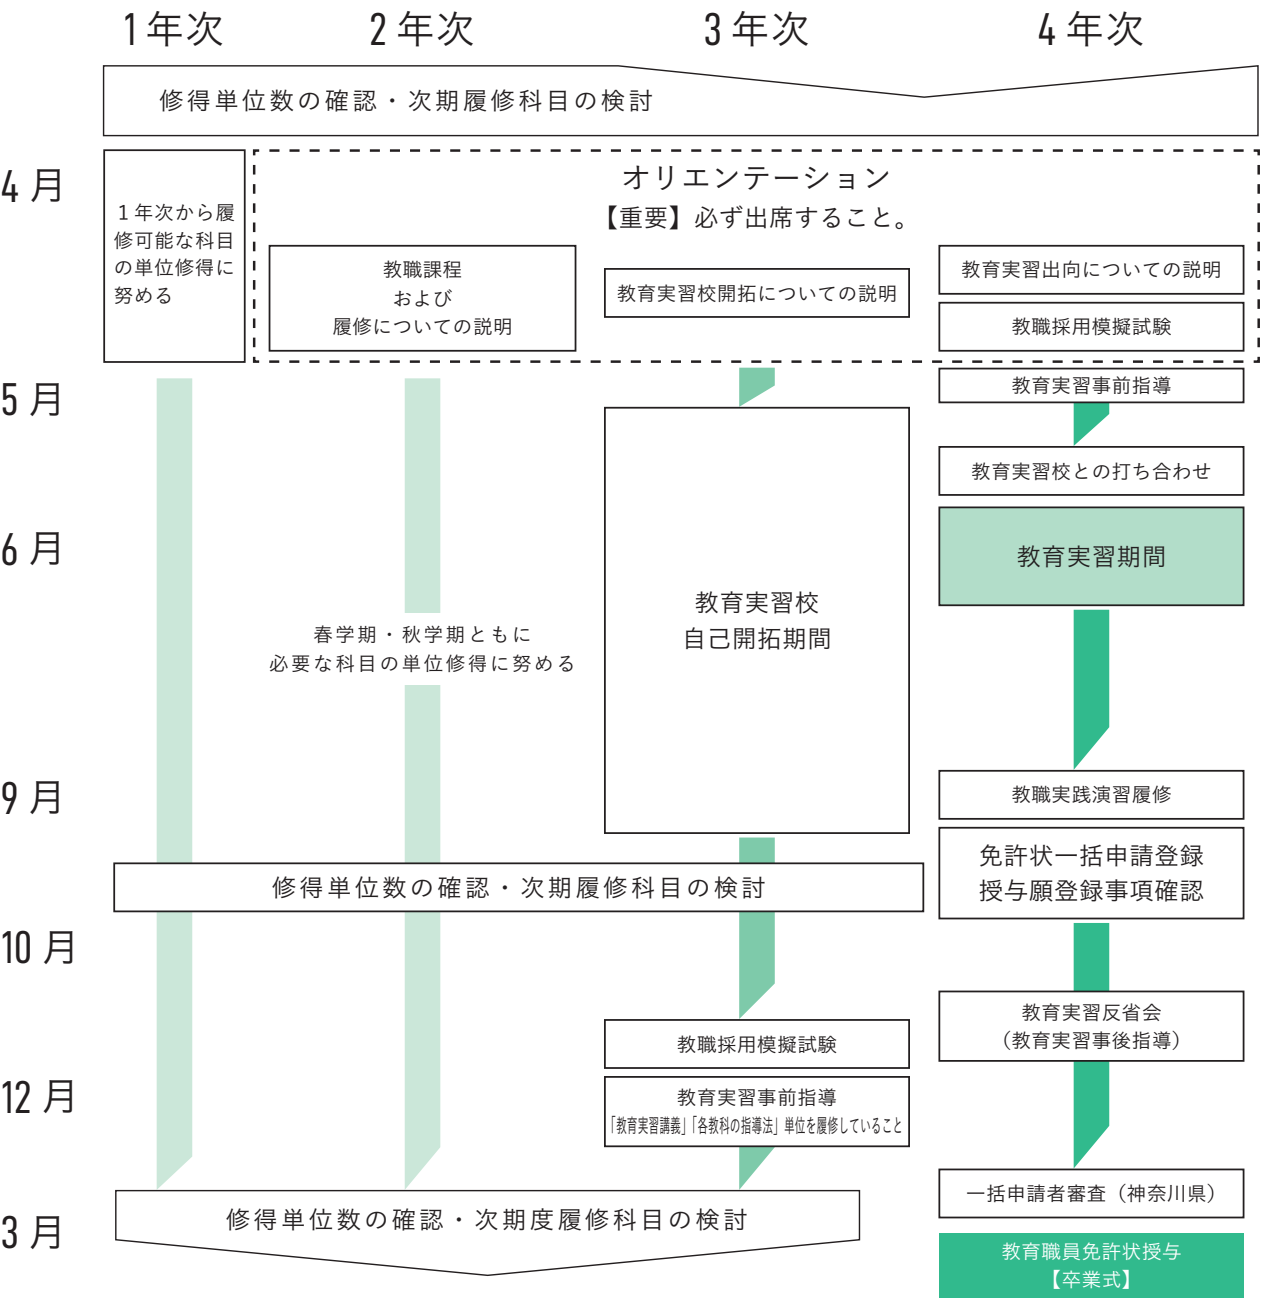 1年次
2年次
3年次
4年次
修得単位数の確認・次期履修科目の検討
4月
1年次から履
修可能な科目
の単位修得に
努める
オリエンテーション
【重要】必ず出席すること。
教職課程
および
履修についての説明
教育実習校開拓についての説明
教育実習出向についての説明
教職採用模擬試験
5月
教育実習事前指導
教育実習校との打ち合わせ
6月
教育実習期間
教育実習校
自己開拓期間
春学期・秋学期ともに
必要な科目の単位修得に努める
9月
教職実践演習履修
免許状一括申請登録
授与願登録事項確認
修得単位数の確認・次期履修科目の検討
10月
教育実習反省会
（教育実習事後指導）
教職採用模擬試験
12月
教育実習事前指導
「教育実習講義」「各教科の指導法」単位を履修していること
一括申請者審査（神奈川県）
3月
修得単位数の確認・次期度履修科目の検討
教育職員免許状授与
【卒業式】